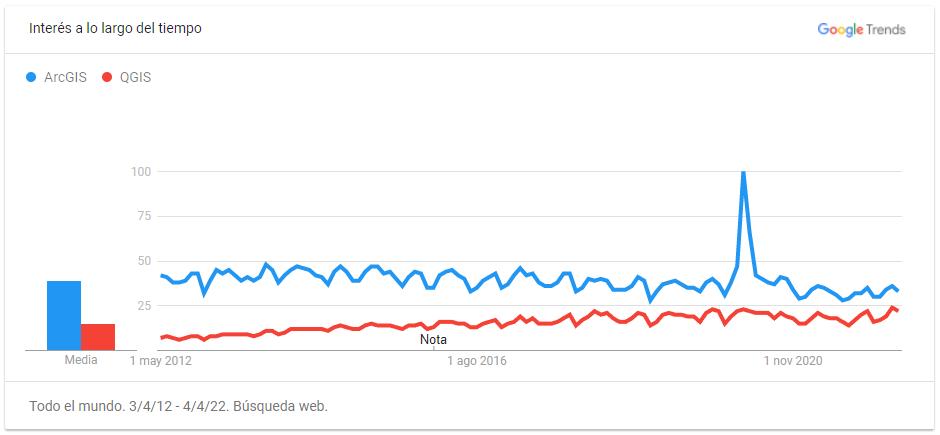 Interés a lo largo del tiempo
Google Trends
ArcGIS QGIS
100
75
50
25
Nota
Media 1 may 2012 1 ago 2016 1 nov 2020
Todo el mundo. 3/4/12 - 4/4/22. Búsqueda web.